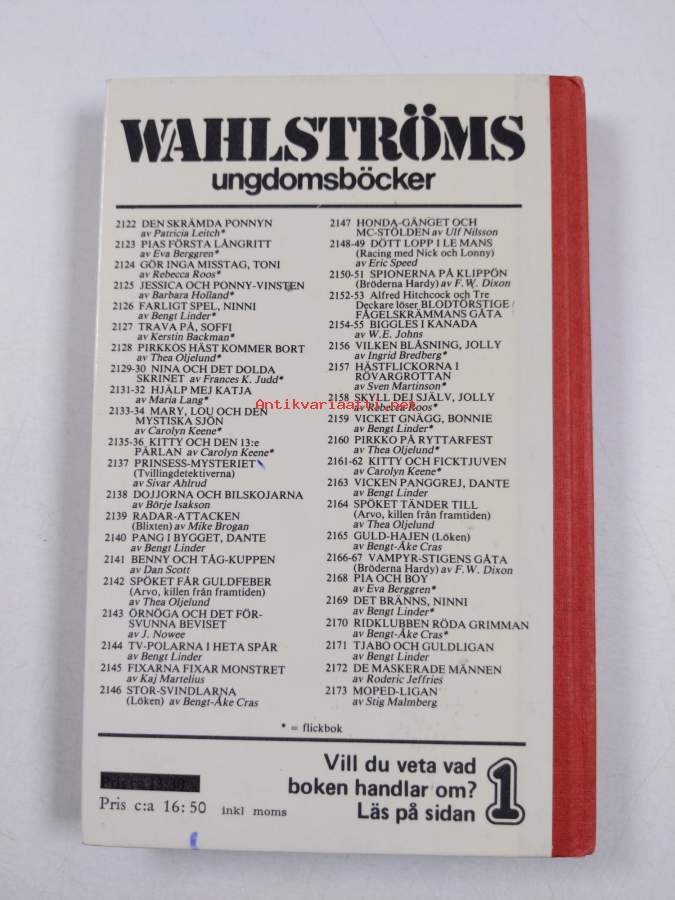 WAHLSTRÖMS
ungdomsböcker
2122 DEN SKRÄMDA PONNYN
av Patricia Leitch*
2123 PIAS FÖRSTA LÅNGRITT
av Eva Berggren*
2124 GÖR INGA MISSTAG, TONI
av Rebecca Roos*
2125 JESSICA OCH PONNY-VINSTEN
av Barbara Holland*
2126 FARLIGT SPEL, NINNI
av Bengt Linder*
2127 TRAVA PÅ, SOFFI
av Kerstin Backman*
2128 PIRKKOS HÄST KOMMER BORT
av Thea Oljelund*
2129-30 NINA OCH DET DOLDA
SKRINET av Frances K. Judd*
2131-32 HJÄLP MEJ KATJA
av Maria Lang*
2133-34 MARY, LOU OCH DEN
MYSTISKA SJÖN
av Carolyn Keene*
2135-36 KITTY OCH DEN 13:e
PÄRLAN av Carolyn Keene*
2137 PRINSESS-MYSTERIET
(Tvillingdetektiverna)
av Sivar Ahlrud
2138 DOJJORNA OCH BILSKOJARNA
av Börje Isakson
2139 RADAR-ATTACKEN
(Blixten) av Mike Brogan
2140 PANG I BYGGET, DANTE
av Bengt Linder
2141 BENNY OCH TÅG-KUPPEN
av Dan Scott
2142 SPÖKET FÅR GULDFEBER
(Arvo, killen från framtiden)
av Thea Oljelund
2143 ÖRNÖGA OCH DET FÖR-
SVUNNA BEVISET
av J. Nowee
2144 TV-POLARNA I HETA SPÅR
av Bengt Linder
2145 FIXARNA FIXAR MONSTRET
av Kaj Martelius
2146 STOR-SVINDLARNA
(Löken) av Bengt-Åke Cras
2147 HONDA-GÄNGET OCH
MC-STÖLDEN av Ulf Nilsson
2148-49 DÖTT LOPP I LE MANS
(Racing med Nick och Lonny)
av Eric Speed
2150-51 SPIONERNA PÅ KLIPPÖN
(Bröderna Hardy) av F. W. Dixon
2152-53 Alfred Hitchcock och Tre
Deckare löser BLODTÖRSTIGE
FÅGELSKRÄMMANS GÅTA
2154-55 BIGGLES I KANADA
av W.E. Johns
2156 VILKEN BLÅSNING, JOLLY
av Ingrid Bredberg*
2157 HÄSTFLICKORNA I
RÖVARGROTTAN
av Sven Martinson*
2158 SKYLL DEJ SJÄLV, JOLLY
av Rebecca Roos*
2159 VICKET GNÄGG, BONNIE
av Bengt Linder*
2160 PIRKKO PÅ RYTTARFEST
av Thea Oljelund*
2161-62 KITTY OCH FICKTJUVEN
av Carolyn Keene*
2163 VICKEN PANGGREJ, DANTE
av Bengt Linder
2164 SPÖKET TÄNDER TILL
(Arvo, killen från framtiden)
av Thea Oljelund
2165 GULD-HAJEN (Löken)
av Bengt-Åke Cras
2166-67 VAMPYR-STIGENS GÅTA
(Bröderna Hardy) av F. W. Dixon
2168 PIA OCH BOY
av Eva Berggren*
2169 DET BRÄNNS, NINNI
av Bengt Linder*
2170 RIDKLUBBEN RÖDA GRIMMAN
av Bengt-Åke Cras*
2171 TJABO OCH GULDLIGAN
av Bengt Linder
2172 DE MASKERADE MÄNNEN
av Roderic Jeffries
2173 MOPED-LIGAN
av Stig Malmberg
Antikvariaatti.net
* = flickbok
Vill du veta vad
boken handlar om?
Läs på sidan
1
Pris c:a 16:50 inkl moms